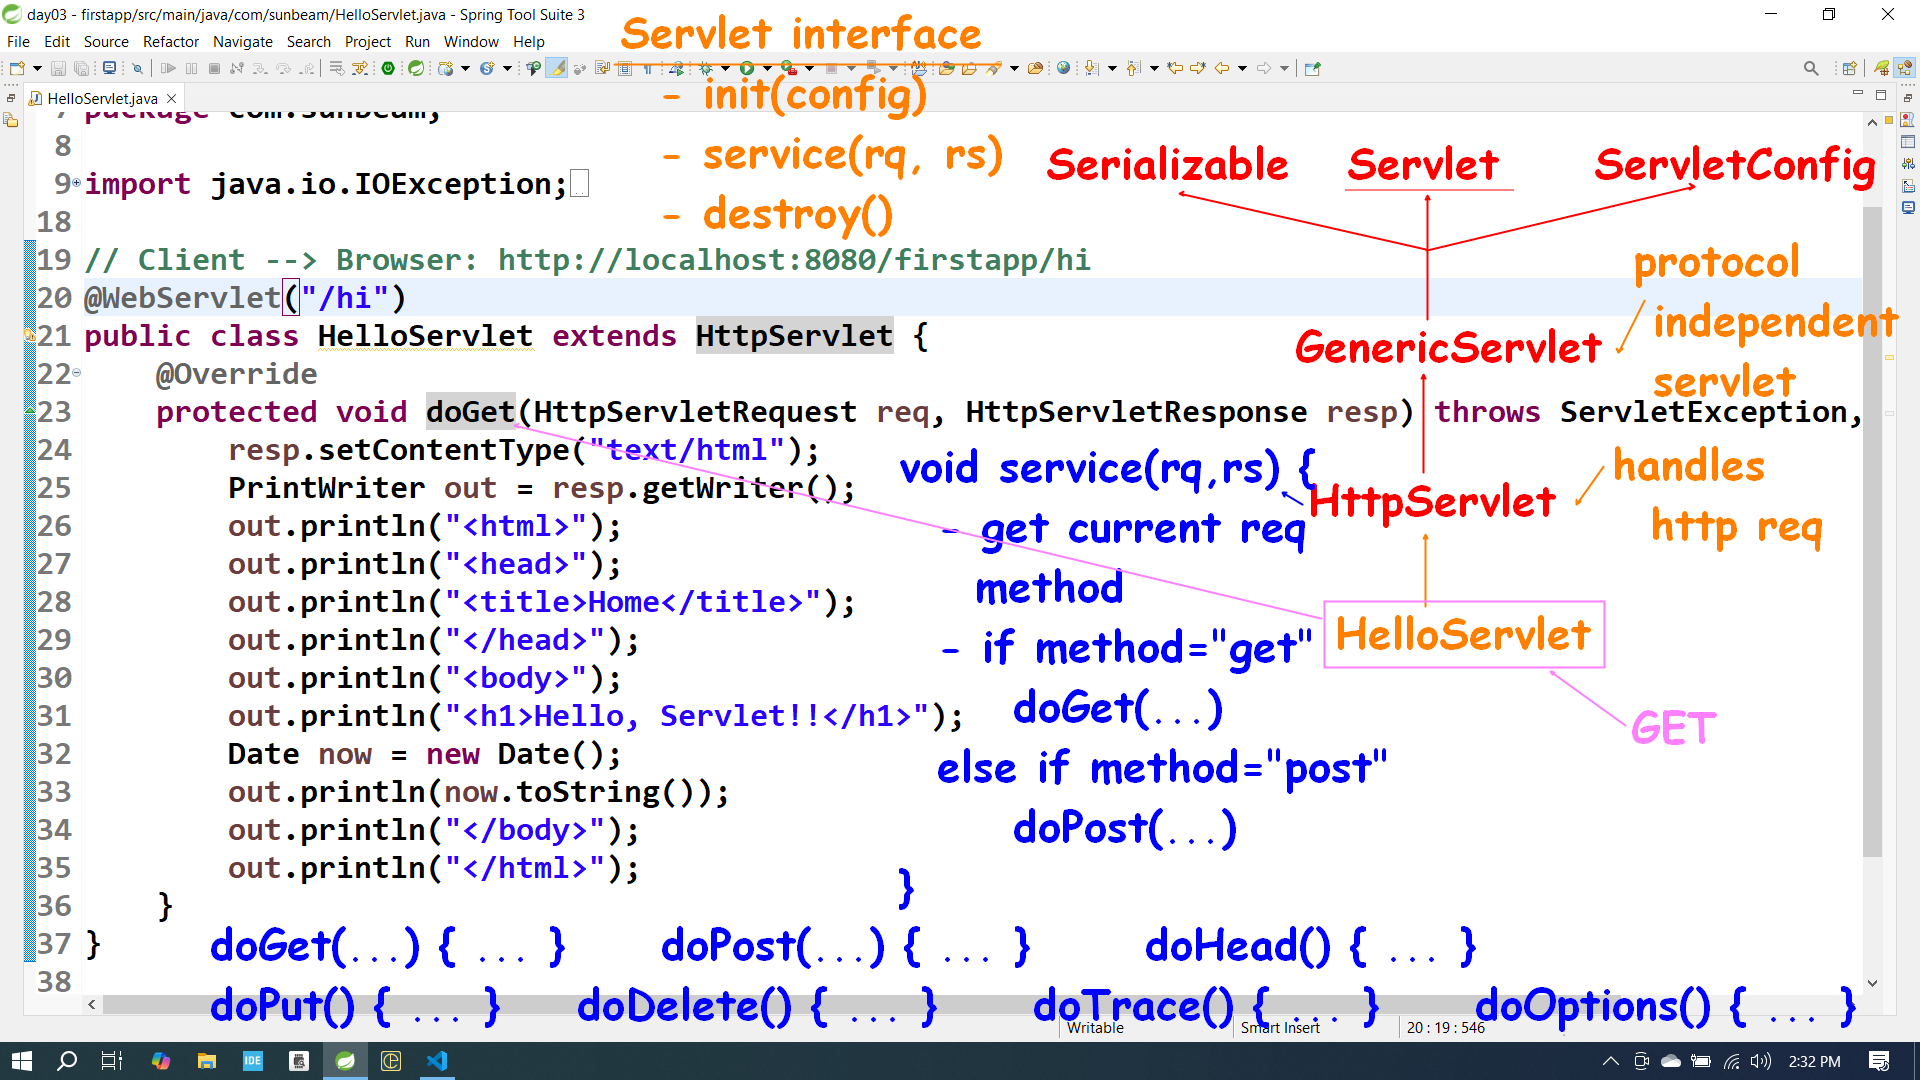 day03 - firstapp/src/main/java/com/sunbeam/HelloServlet.java - Spring Tool Suite 3
File Edit Source Refactor Navigate Search Project Run Window Help
HelloServlet.java
Servlet interface
- init(config)
- service(rq, rs)
- destroy()
Serializable Servlet ServletConfig
GenericServlet
protocol
independent
servlet
HttpServlet
handles
http req
HelloServlet
GET
7 package com.sunbeam;
8
9 import java.io.IOException;
18
19 // Client --> Browser: http://localhost:8080/firstapp/hi
20 @WebServlet("/hi")
21 public class HelloServlet extends HttpServlet {
22 @Override
23 protected void doGet(HttpServletRequest req, HttpServletResponse resp) throws ServletException,
24 resp.setContentType("text/html");
25 PrintWriter out = resp.getWriter();
26 out.println("<html>");
27 out.println("<head>");
28 out.println("<title>Home</title>");
29 out.println("</head>");
30 out.println("<body>");
31 out.println("<h1>Hello, Servlet!!</h1>");
32 Date now = new Date();
33 out.println(now.toString());
34 out.println("</body>");
35 out.println("</html>");
36 }
37 }
38
void service(rq,rs) {
- get current req
method
- if method="get"
doGet(...)
else if method="post"
doPost(...)
}
doGet(...) { ... } doPost(...) { ... } doHead() { ... }
doPut() { ... } doDelete() { ... } doTrace() { ... } doOptions() { ... }
Writable Smart Insert 20 : 19 : 546
IDE
2:32 PM